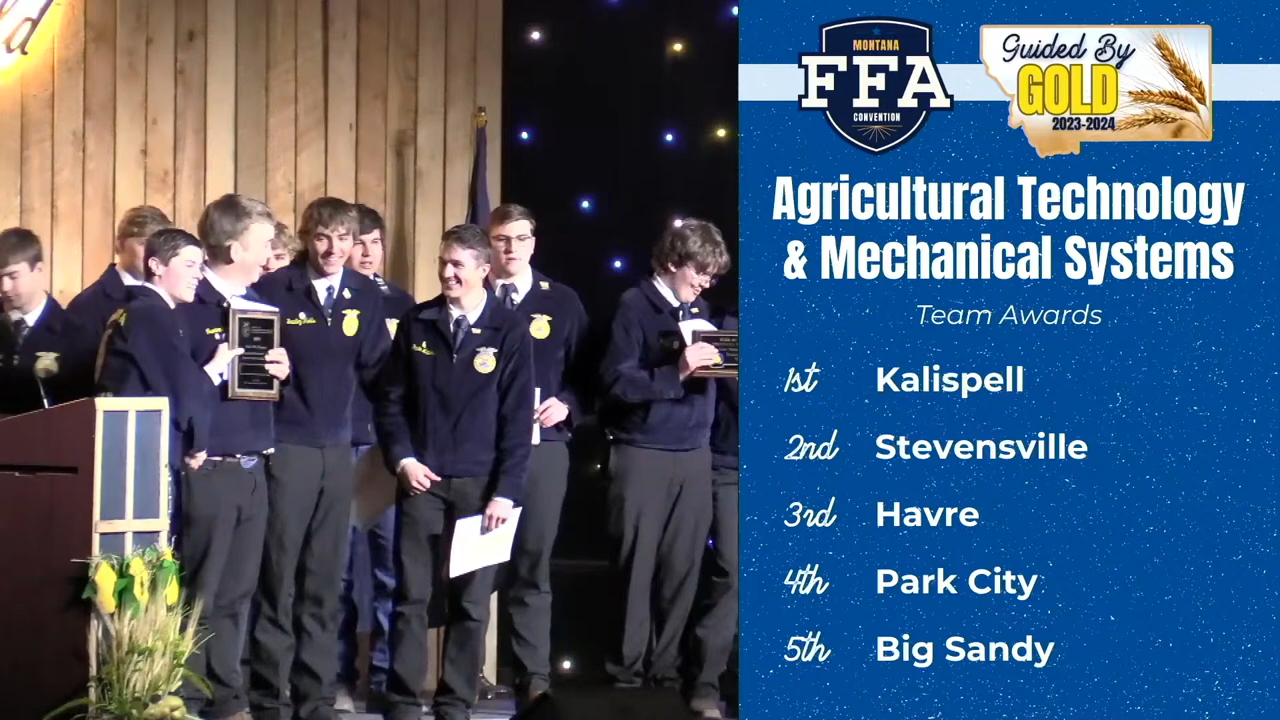 MONTANA
FFA
CONVENTION
Guided By
GOLD
2023-2024
Agricultural Technology
& Mechanical Systems
Team Awards
1st Kalispell
2nd Stevensville
3rd Havre
4th Park City
5th Big Sandy